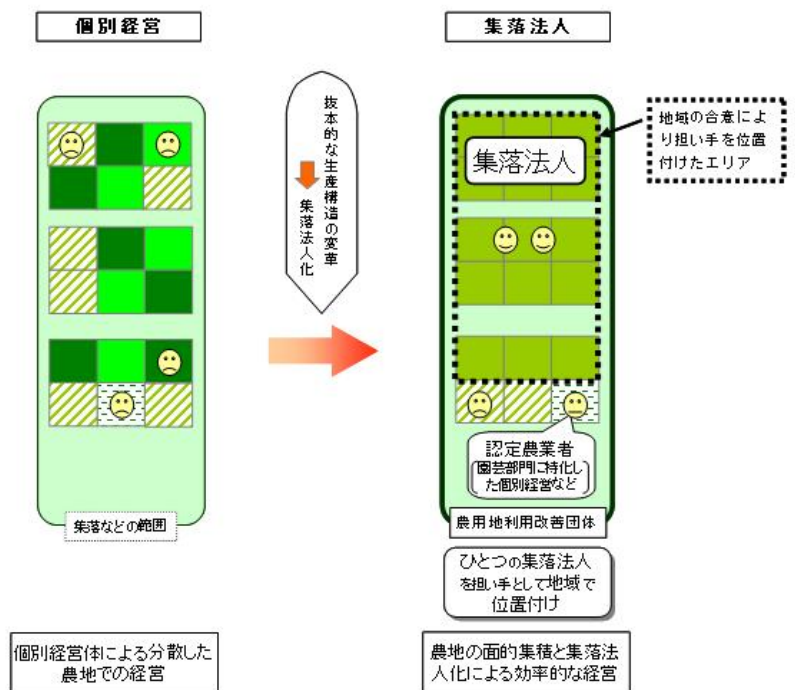 個別経営
集落法人
抜本的な生産構造の変革
集落法人化
地域の合意によ
り担い手を位置
付けたエリア
集落法人
認定農業者
園芸部門に特化し
た個別経営など
集落などの範囲
農用地利用改善団体
ひとつの集落法人
を担い手として地域で
位置付け
個別経営体による分散した
農地での経営
農地の面的集積と集落法
人化による効率的な経営